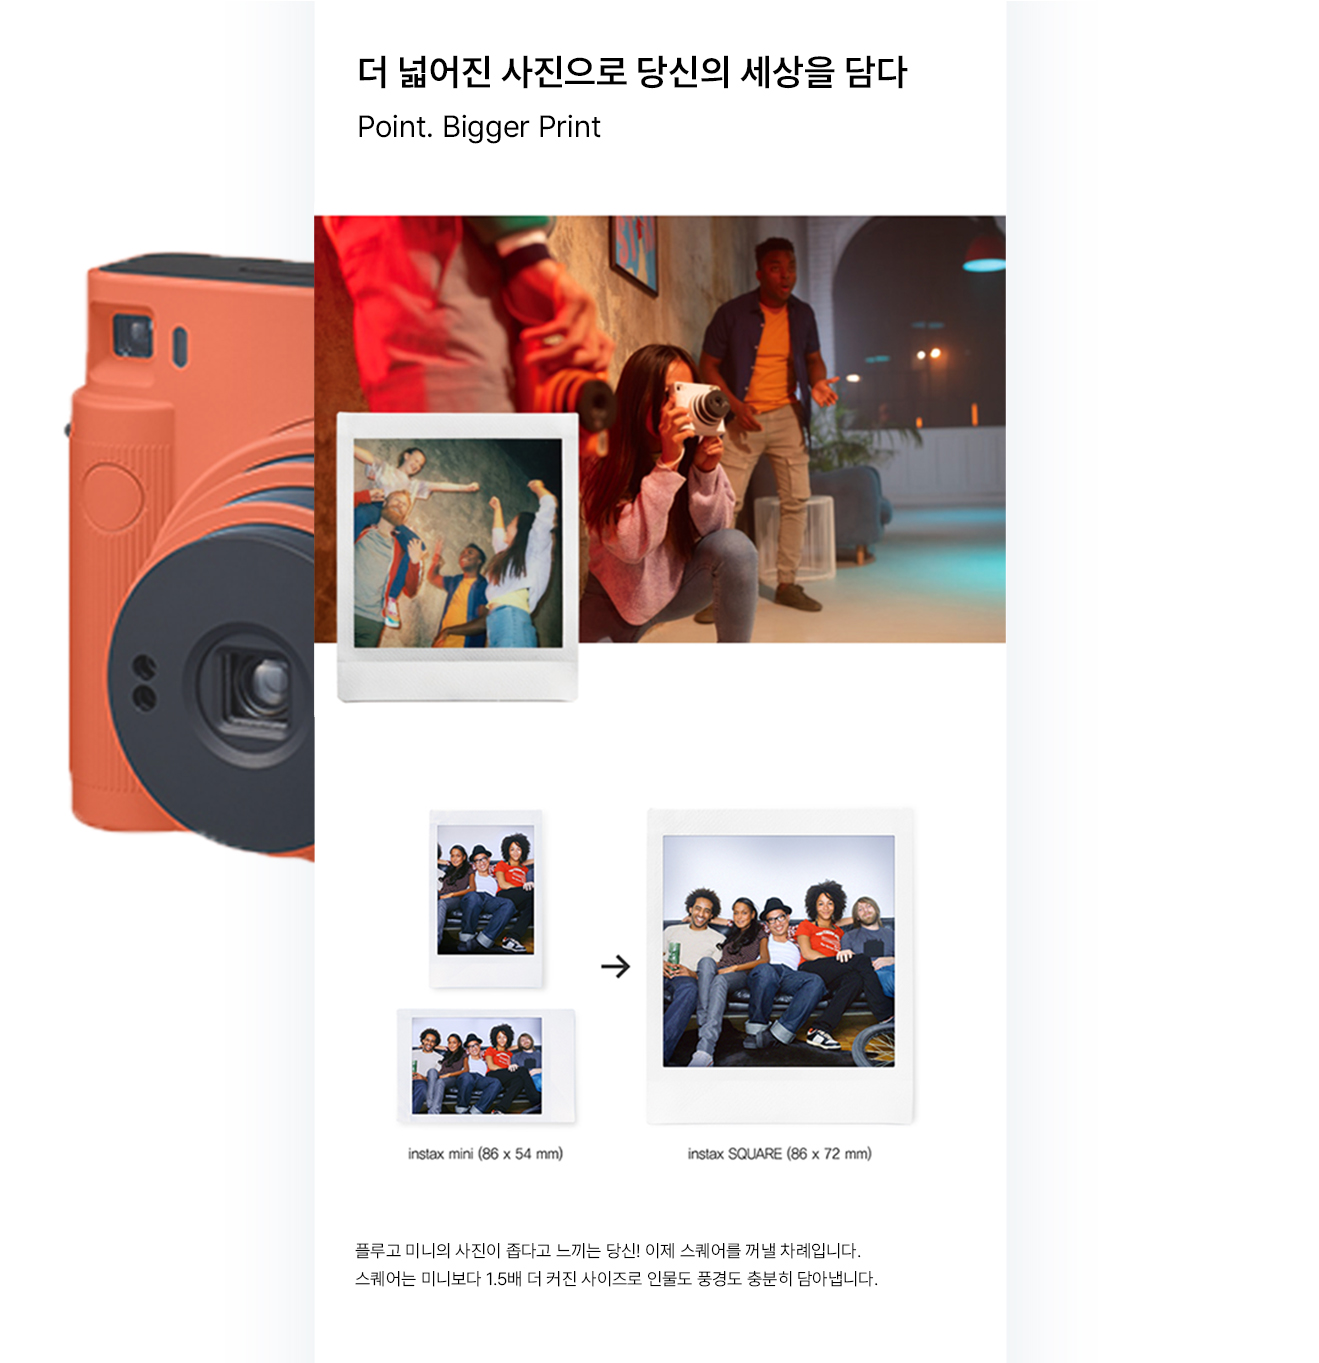 더 넓어진 사진으로 당신의 세상을 담다
Point. Bigger Print
instax mini (86 x 54 mm)
instax SQUARE (86 x 72 mm)
플루고 미니의 사진이 좁다고 느끼는 당신! 이제 스퀘어를 꺼낼 차례입니다.
스퀘어는 미니보다 1.5배 더 커진 사이즈로 인물도 풍경도 충분히 담아냅니다.